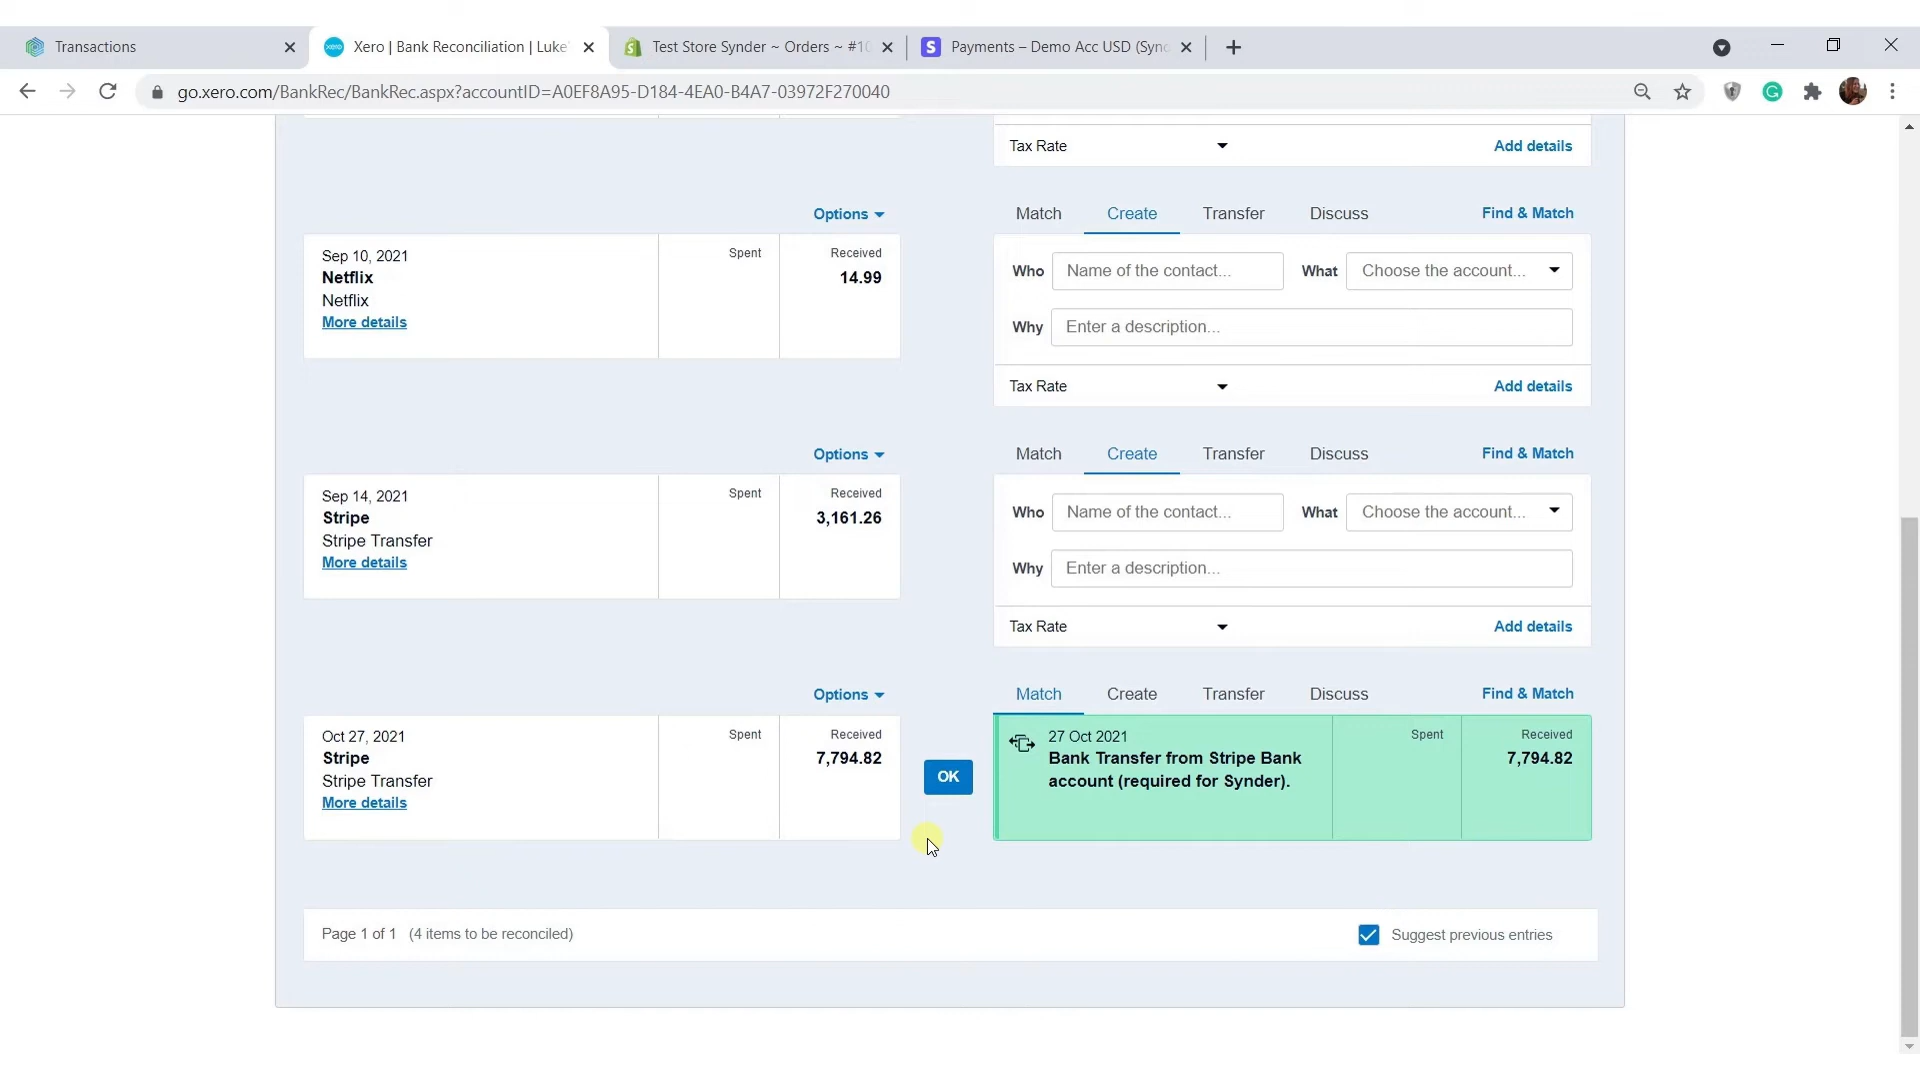 Transactions
Xero | Bank Reconciliation | Luke'
Test Store Synder ~ Orders ~ #10
S
Payments – Demo Acc USD (Sync
go.xero.com/BankRec/BankRec.aspx?accountID=A0EF8A95-D184-4EA0-B4A7-03972F270040
Tax Rate
Add details
Options
Match
Create
Transfer
Discuss
Find & Match
Sep 10, 2021
Netflix
Netflix
More details
Spent
Received
14.99
Who
Name of the contact...
What
Choose the account...
Why
Enter a description...
Tax Rate
Add details
Options
Match
Create
Transfer
Discuss
Find & Match
Sep 14, 2021
Stripe
Stripe Transfer
More details
Spent
Received
3,161.26
Who
Name of the contact...
What
Choose the account...
Why
Enter a description...
Tax Rate
Add details
Options
Match
Create
Transfer
Discuss
Find & Match
Oct 27, 2021
Stripe
Stripe Transfer
More details
Spent
Received
7,794.82
OK
27 Oct 2021
Bank Transfer from Stripe Bank
account (required for Synder).
Spent
Received
7,794.82
Page 1 of 1 (4 items to be reconciled)
Suggest previous entries